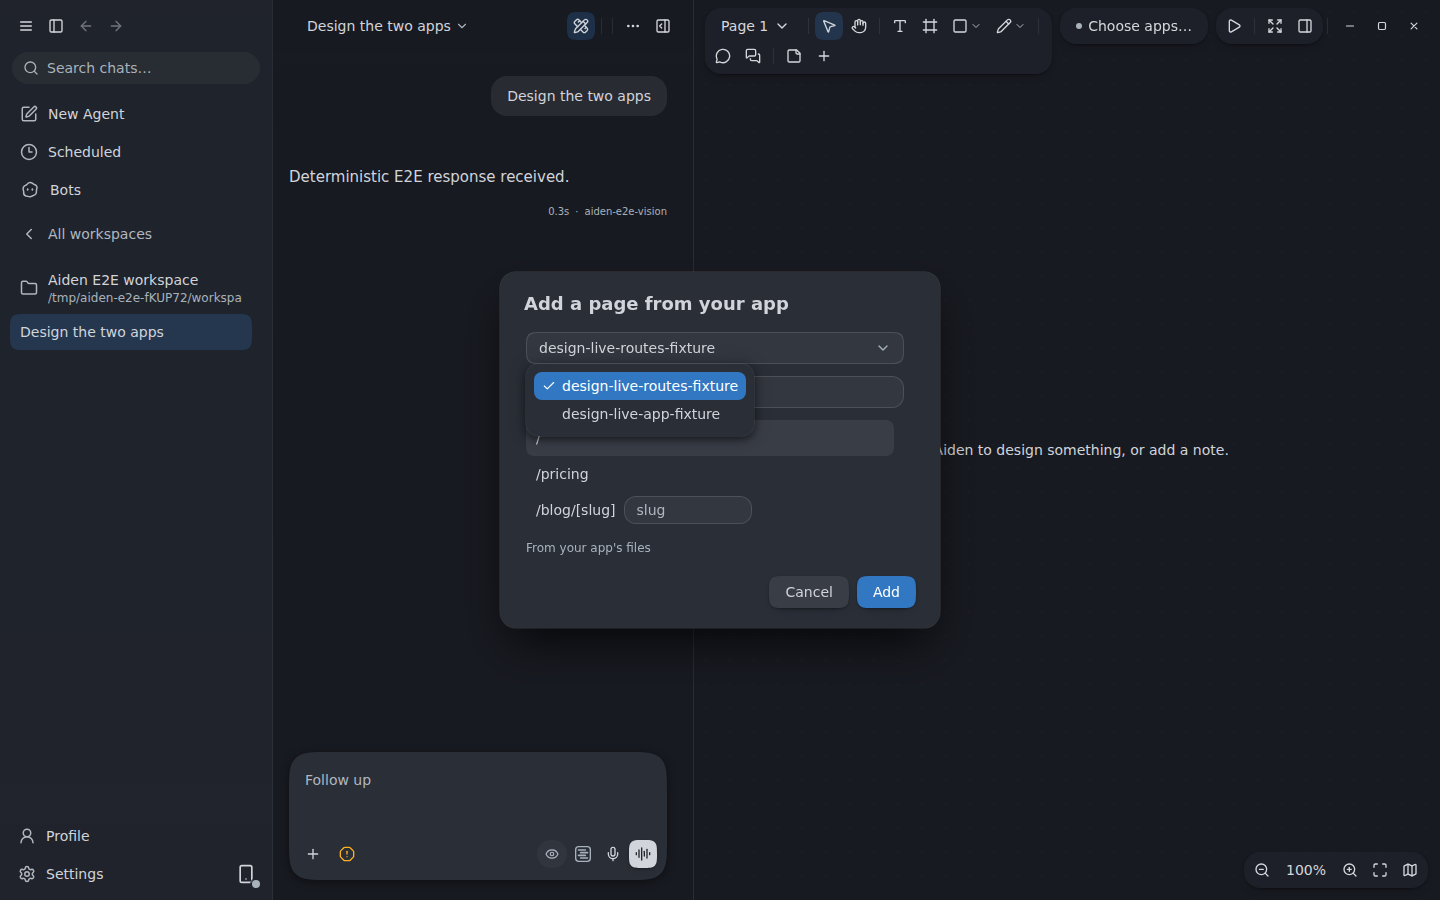 Design the two apps
Page 1
Choose apps...
Search chats...
New Agent
Scheduled
Bots
All workspaces
Aiden E2E workspace
/tmp/aiden-e2e-fKUP72/workspa
Design the two apps
Profile
Settings
Design the two apps
Deterministic E2E response received.
0.3s · aiden-e2e-vision
Follow up
Add a page from your app
design-live-routes-fixture
design-live-routes-fixture
design-live-app-fixture
/
/pricing
/blog/[slug] slug
From your app's files
Cancel
Add
Aiden to design something, or add a note.
100%